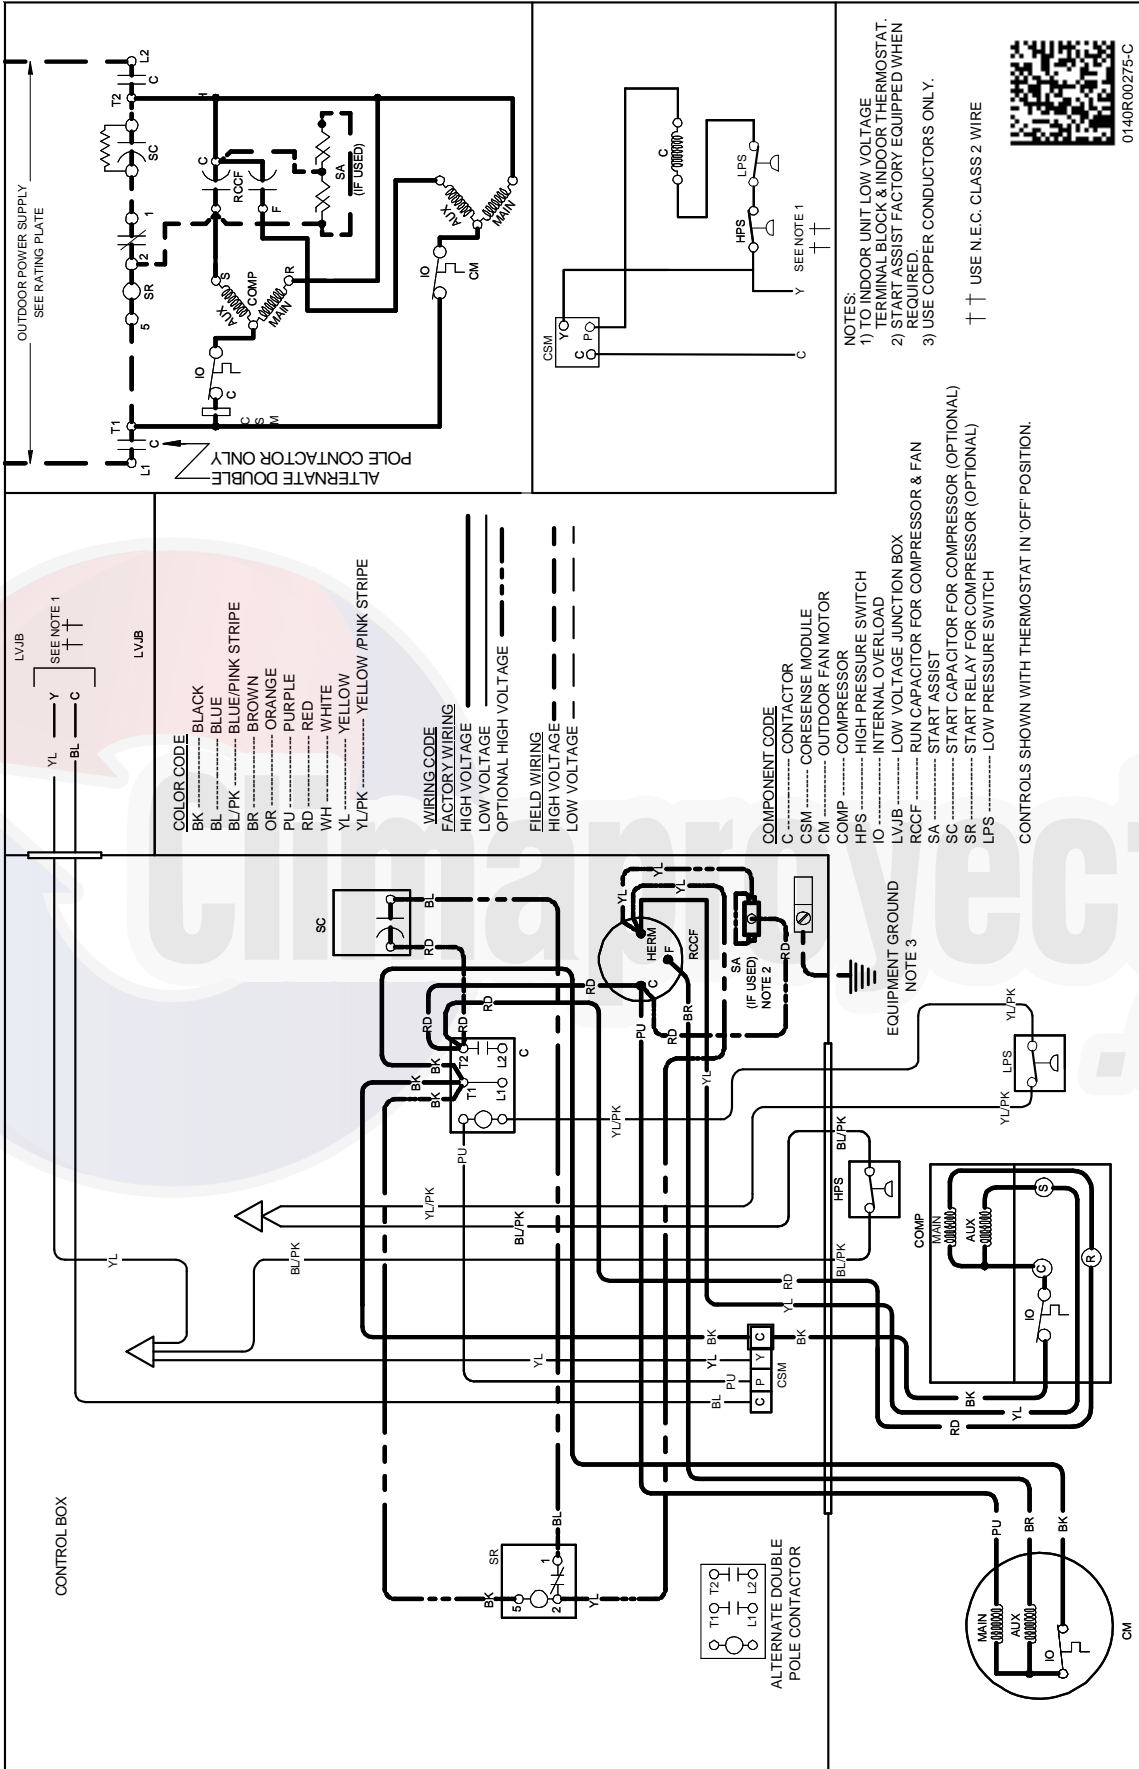 OUTDOOR POWER SUPPLY
SEE RATING PLATE
L1
C
T1
5
SR
2
1
SC
T2
C
L2
ALTERNATE DOUBLE
POLE CONTACTOR ONLY
C
S
M
C
IO
AUX
S
COMP
MAIN
R
RCCF
C
F
H
SA
(IF USED)
IO
CM
AUX
MAIN
CSM
Y
C
P
C
HPS
LPS
Y
C
SEE NOTE 1
† †
NOTES:
1) TO INDOOR UNIT LOW VOLTAGE
TERMINAL BLOCK & INDOOR THERMOSTAT.
2) START ASSIST FACTORY EQUIPPED WHEN
REQUIRED.
3) USE COPPER CONDUCTORS ONLY.
† † USE N.E.C. CLASS 2 WIRE
0140R00275-C
LVJB
YL
Y
BL
C
SEE NOTE 1
† †
LVJB
COLOR CODE
BK ---------- BLACK
BL ---------- BLUE
BL/PK ------- BLUE/PINK STRIPE
BR ---------- BROWN
OR ---------- ORANGE
PU ---------- PURPLE
RD ---------- RED
WH ---------- WHITE
YL ---------- YELLOW
YL/PK ---------- YELLOW /PINK STRIPE
WIRING CODE
FACTORY WIRING
HIGH VOLTAGE
LOW VOLTAGE
OPTIONAL HIGH VOLTAGE
FIELD WIRING
HIGH VOLTAGE
LOW VOLTAGE
COMPONENT CODE
C ------------- CONTACTOR
CSM -------- CORESENSE MODULE
CM ---------- OUTDOOR FAN MOTOR
COMP ------- COMPRESSOR
HPS --------- HIGH PRESSURE SWITCH
IO ------------ INTERNAL OVERLOAD
LVJB --------- LOW VOLTAGE JUNCTION BOX
RCCF -------- RUN CAPACITOR FOR COMPRESSOR & FAN
SA ----------- START ASSIST
SC ----------- START CAPACITOR FOR COMPRESSOR (OPTIONAL)
SR ----------- START RELAY FOR COMPRESSOR (OPTIONAL)
LPS --------- LOW PRESSURE SWITCH
CONTROLS SHOWN WITH THERMOSTAT IN 'OFF' POSITION.
CONTROL BOX
YL
BL/PK
YL/PK
BL/PK
SC
RD
BL
BK
BK
BK
RD
RD
RD
T1
T2
L1
L2
C
PU
YL/PK
RD
PU
BR
RD
C
HERM
F
RCCF
YL
YL
YL
SA
(IF USED)
NOTE 2
RD
YL
EQUIPMENT GROUND
NOTE 3
SR
5
1
2
BK
BL
YL
BL
PU
YL
YL
BK
C
P
Y
C
CSM
BK
YL
RD
ALTERNATE DOUBLE
POLE CONTACTOR
T1
T2
L1
L2
BL/PK
HPS
BL/PK
YL/PK
LPS
YL/PK
COMP
MAIN
AUX
S
C
IO
R
BK
YL
RD
PU
BR
BK
MAIN
AUX
IO
CM
Climaproyect